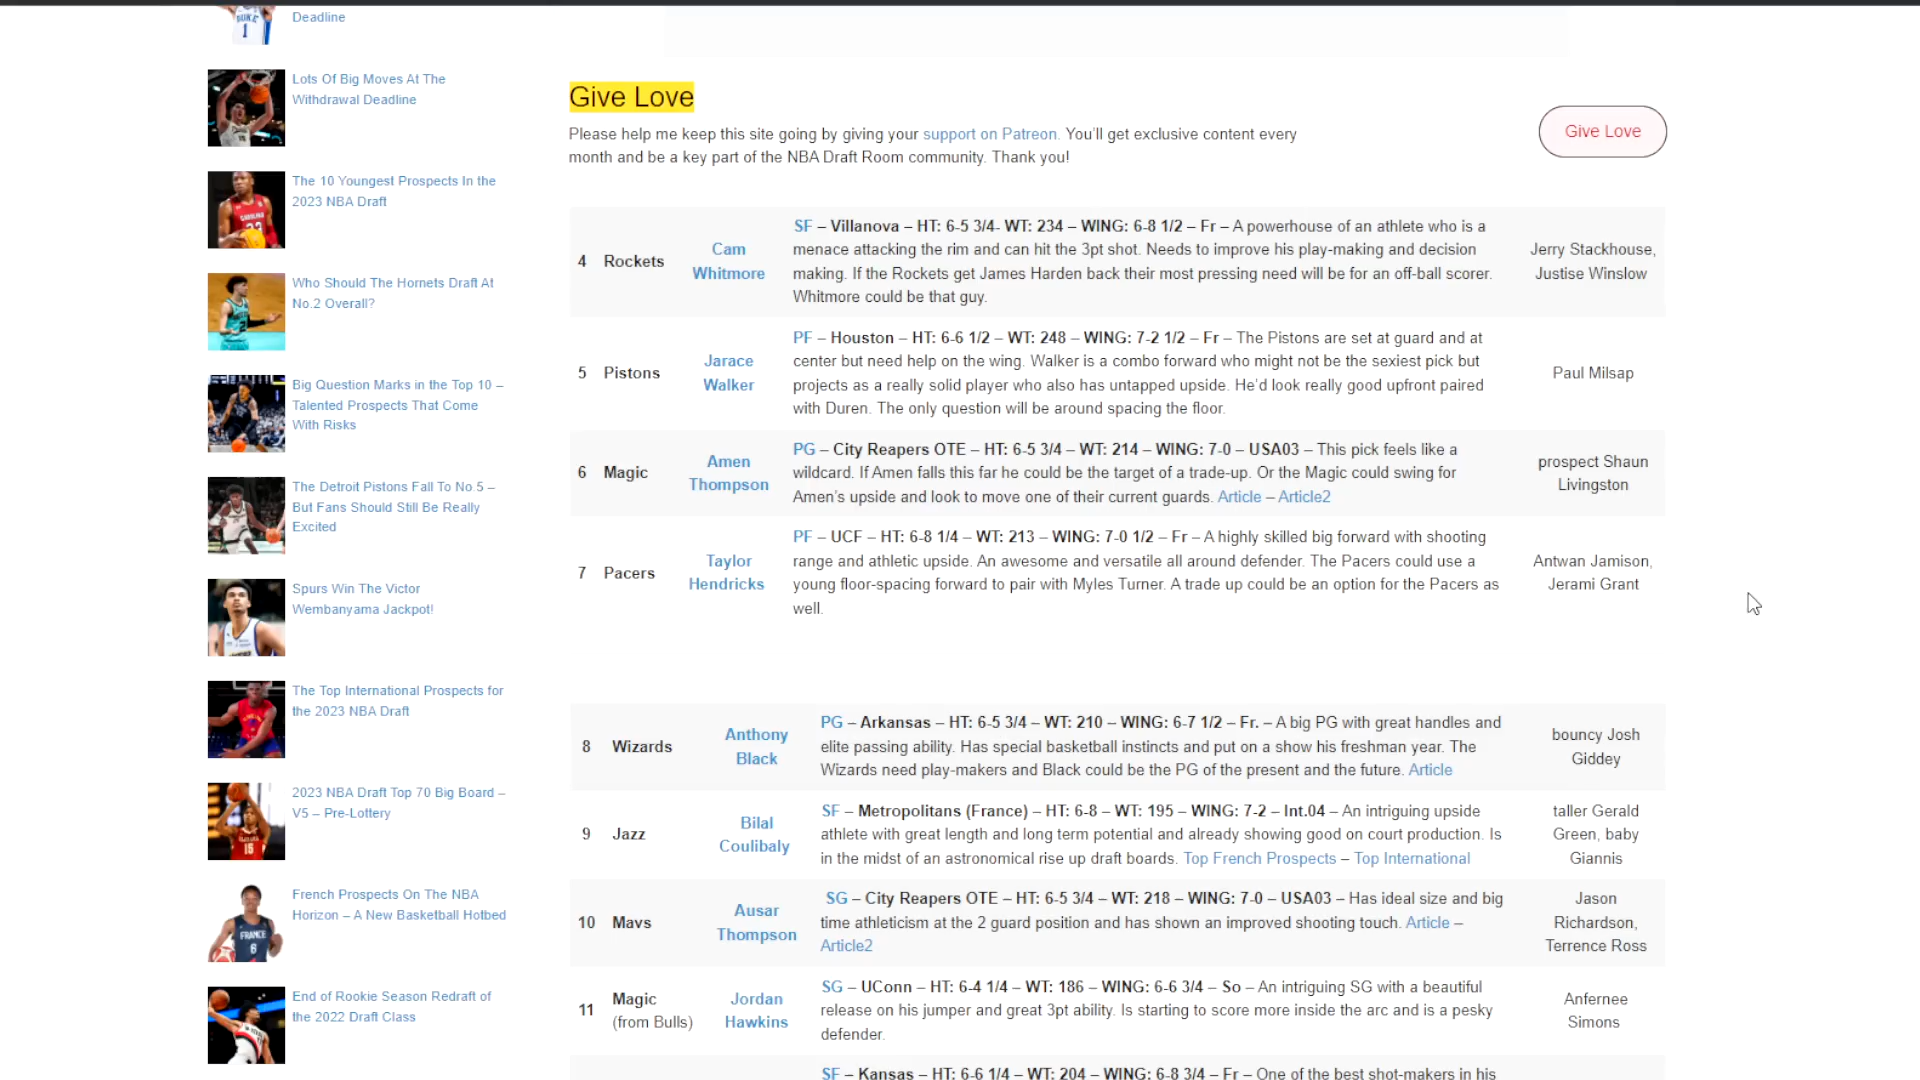 Deadline
Lots Of Big Moves At The
Withdrawal Deadline
The 10 Youngest Prospects In the
2023 NBA Draft
Who Should The Hornets Draft At
No.2 Overall?
Big Question Marks in the Top 10 –
Talented Prospects That Come
With Risks
The Detroit Pistons Fall To No.5 –
But Fans Should Still Be Really
Excited
Spurs Win The Victor
Wembanyama Jackpot!
The Top International Prospects for
the 2023 NBA Draft
2023 NBA Draft Top 70 Big Board –
V5 – Pre-Lottery
French Prospects On The NBA
Horizon – A New Basketball Hotbed
End of Rookie Season Redraft of
the 2022 Draft Class
Give Love
Please help me keep this site going by giving your support on Patreon. You'll get exclusive content every
month and be a key part of the NBA Draft Room community. Thank you!
Give Love
4 Rockets
Cam
Whitmore
SF – Villanova – HT: 6-5 3/4- WT: 234 – WING: 6-8 1/2 – Fr – A powerhouse of an athlete who is a
menace attacking the rim and can hit the 3pt shot. Needs to improve his play-making and decision
making. If the Rockets get James Harden back their most pressing need will be for an off-ball scorer.
Whitmore could be that guy.
Jerry Stackhouse,
Justise Winslow
5 Pistons
Jarace
Walker
PF – Houston – HT: 6-6 1/2 – WT: 248 – WING: 7-2 1/2 – Fr – The Pistons are set at guard and at
center but need help on the wing. Walker is a combo forward who might not be the sexiest pick but
projects as a really solid player who also has untapped upside. He'd look really good upfront paired
with Duren. The only question will be around spacing the floor.
Paul Milsap
6 Magic
Amen
Thompson
PG – City Reapers OTE – HT: 6-5 3/4 – WT: 214 – WING: 7-0 – USA03 – This pick feels like a
wildcard. If Amen falls this far he could be the target of a trade-up. Or the Magic could swing for
Amen's upside and look to move one of their current guards. Article – Article2
prospect Shaun
Livingston
7 Pacers
Taylor
Hendricks
PF – UCF – HT: 6-8 1/4 – WT: 213 – WING: 7-0 1/2 – Fr – A highly skilled big forward with shooting
range and athletic upside. An awesome and versatile all around defender. The Pacers could use a
young floor-spacing forward to pair with Myles Turner. A trade up could be an option for the Pacers as
well.
Antwan Jamison,
Jerami Grant
8 Wizards
Anthony
Black
PG – Arkansas – HT: 6-5 3/4 – WT: 210 – WING: 6-7 1/2 – Fr. – A big PG with great handles and
elite passing ability. Has special basketball instincts and put on a show his freshman year. The
Wizards need play-makers and Black could be the PG of the present and the future. Article
bouncy Josh
Giddey
9 Jazz
Bilal
Coulibaly
SF – Metropolitans (France) – HT: 6-8 – WT: 195 – WING: 7-2 – Int.04 – An intriguing upside
athlete with great length and long term potential and already showing good on court production. Is
in the midst of an astronomical rise up draft boards. Top French Prospects – Top International
taller Gerald
Green, baby
Giannis
10 Mavs
Ausar
Thompson
SG – City Reapers OTE – HT: 6-5 3/4 – WT: 218 – WING: 7-0 – USA03 – Has ideal size and big
time athleticism at the 2 guard position and has shown an improved shooting touch. Article –
Article2
Jason
Richardson,
Terrence Ross
11 Magic
(from Bulls)
Jordan
Hawkins
SG – UConn – HT: 6-4 1/4 – WT: 186 – WING: 6-6 3/4 – So – An intriguing SG with a beautiful
release on his jumper and great 3pt ability. Is starting to score more inside the arc and is a pesky
defender.
Anfernee
Simons
SF – Kansas – HT: 6-6 1/4 – WT: 204 – WING: 6-8 3/4 – Fr – One of the best shot-makers in his